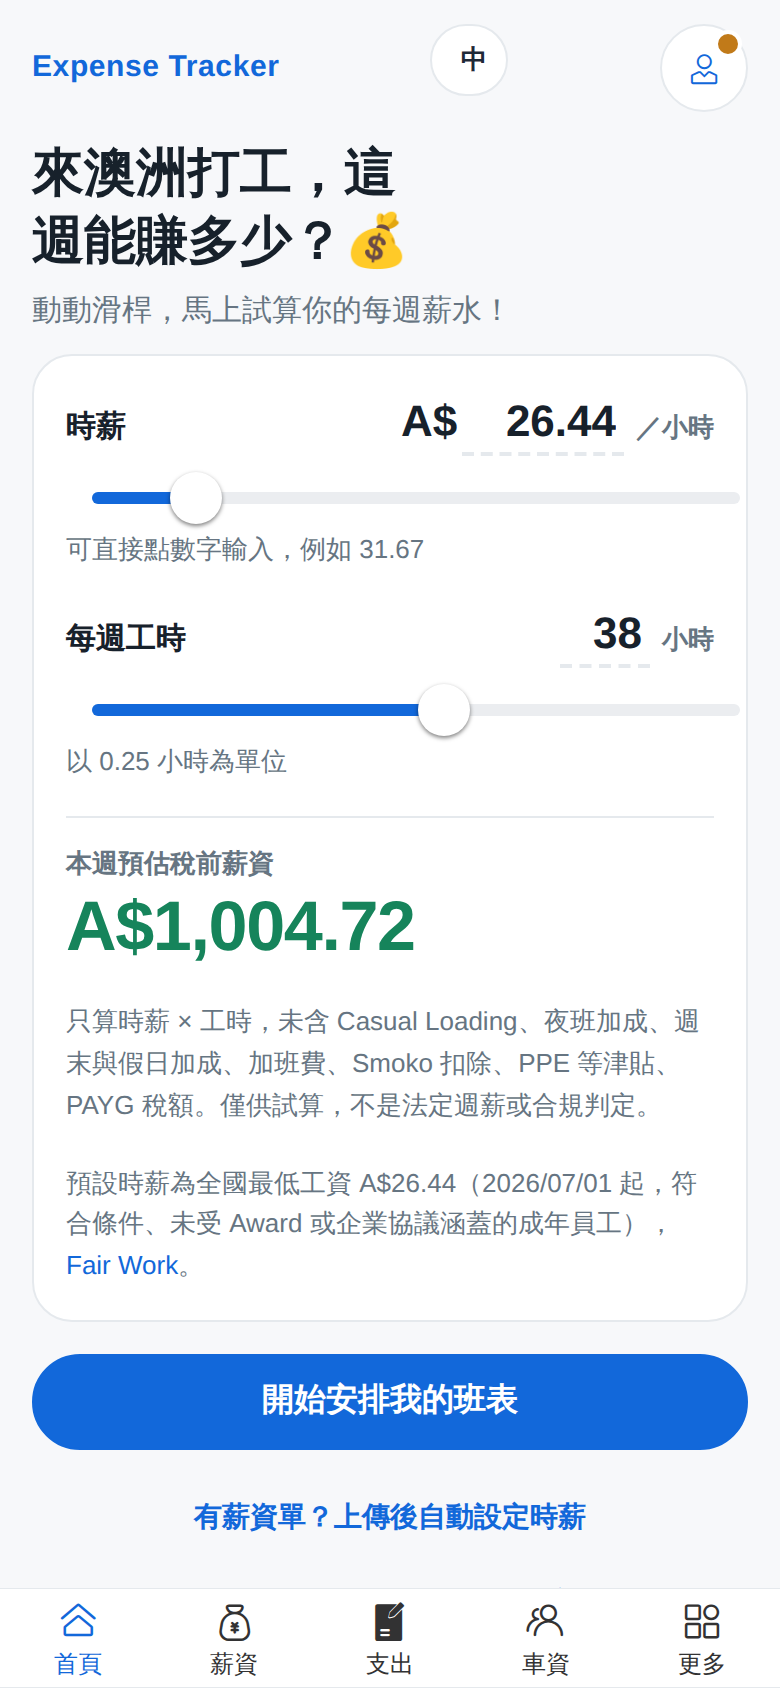 Expense Tracker
中
來澳洲打工，這
週能賺多少？💰
動動滑桿，馬上試算你的每週薪水！
時薪 A$ 26.44 ／小時
可直接點數字輸入，例如 31.67
每週工時 38 小時
以 0.25 小時為單位
本週預估稅前薪資
A$1,004.72
只算時薪 × 工時，未含 Casual Loading、夜班加成、週
末與假日加成、加班費、Smoko 扣除、PPE 等津貼、
PAYG 稅額。僅供試算，不是法定週薪或合規判定。
預設時薪為全國最低工資 A$26.44（2026/07/01 起，符
合條件、未受 Award 或企業協議涵蓋的成年員工），
Fair Work。
開始安排我的班表
有薪資單？上傳後自動設定時薪
首頁 薪資 支出 車資 更多